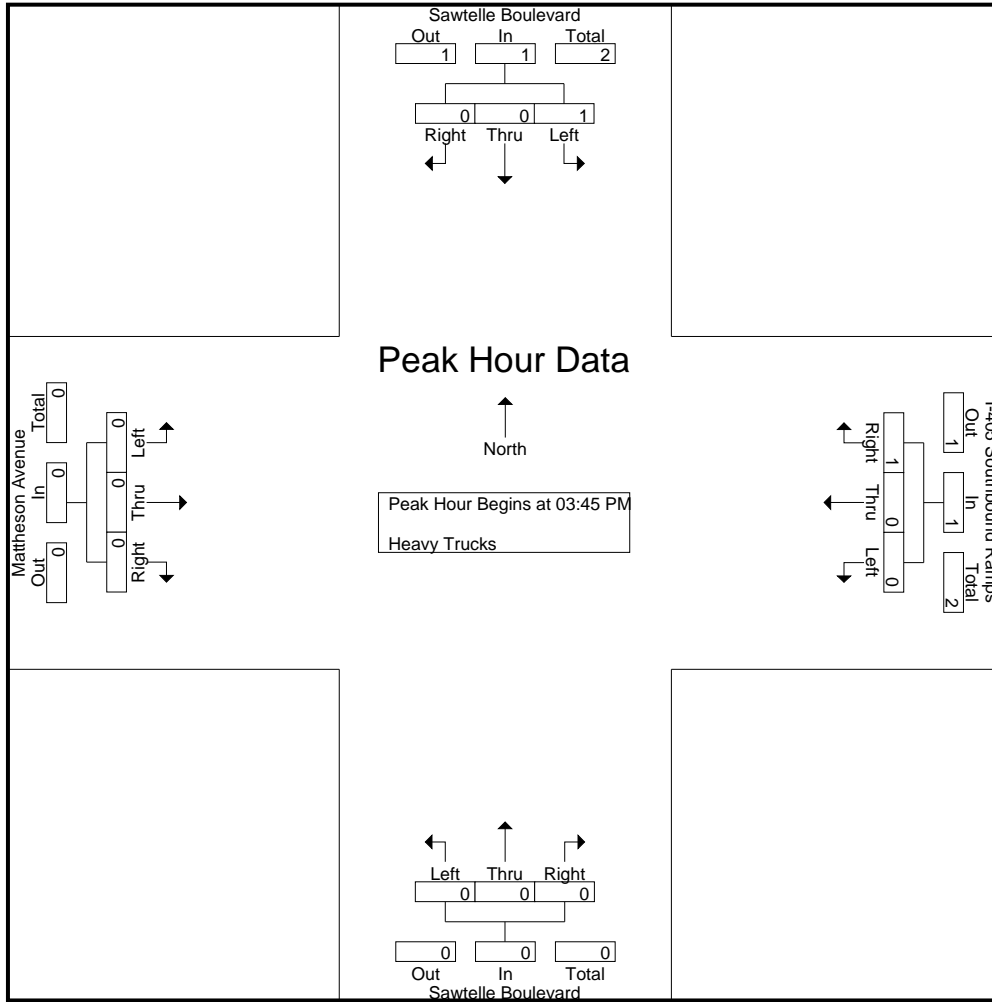 Sawtelle Boulevard
Out In Total
1 1 2
0 0 1
Right Thru Left
Peak Hour Data
North
Peak Hour Begins at 03:45 PM
Heavy Trucks
Mattheson Avenue
Out In Total
0 0 0
Left Thru Right
0 0 0
I-405 Southbound Ramps
Out In Total
1 1 2
Right Thru Left
1 0 0
Left Thru Right
0 0 0
0 0 0
Out In Total
Sawtelle Boulevard